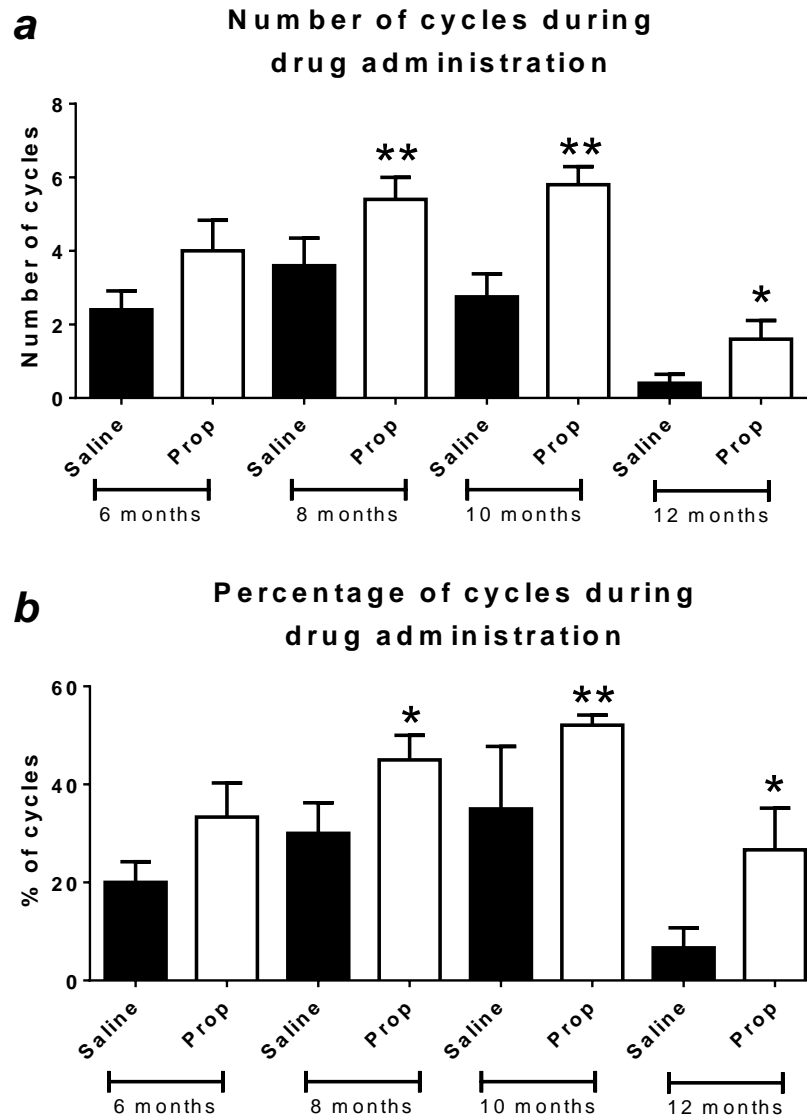 a
Number of cycles during
drug administration
Number of cycles
8
6
4
2
0
**
**
*
Saline Prop Saline Prop Saline Prop Saline Prop
6 months 8 months 10 months 12 months
b
Percentage of cycles during
drug administration
% of cycles
60
40
20
0
*
**
*
Saline Prop Saline Prop Saline Prop Saline Prop
6 months 8 months 10 months 12 months